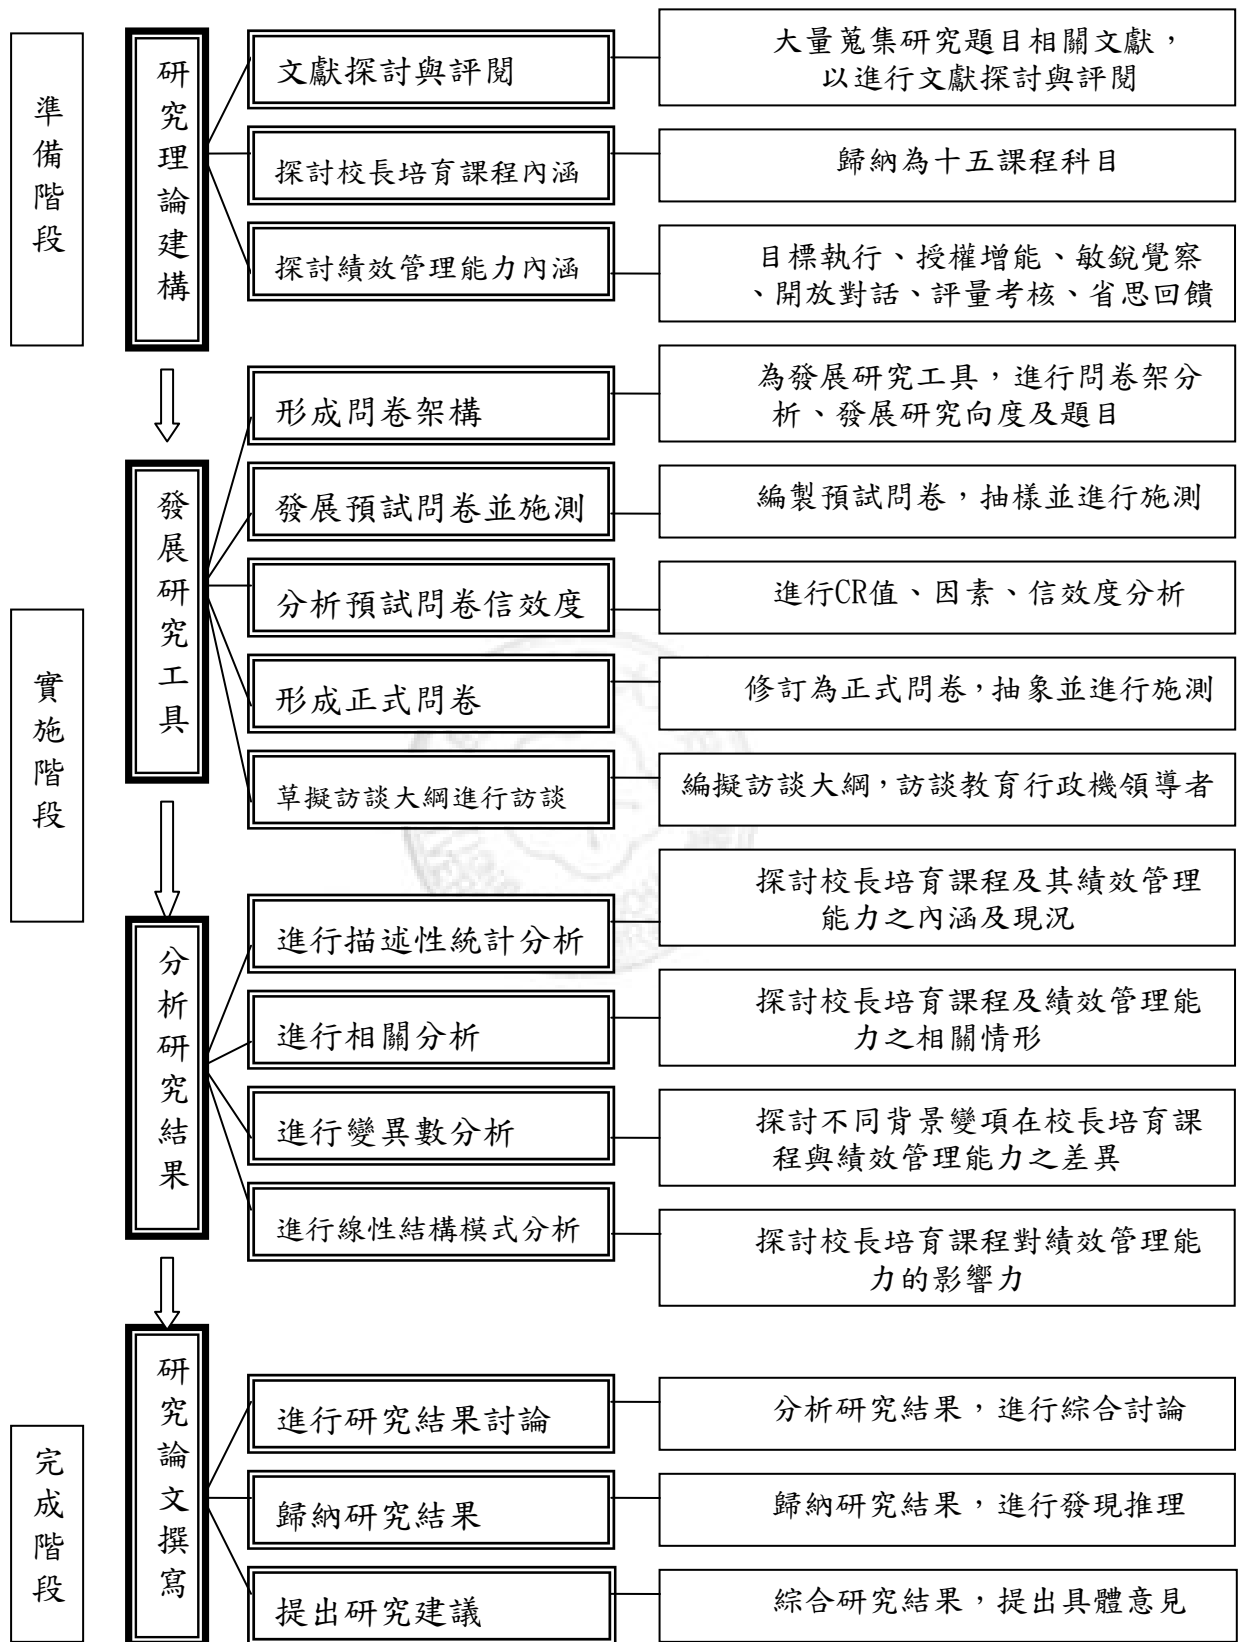 準備階段
研究理論建構
文獻探討與評閱
大量蒐集研究題目相關文獻，
以進行文獻探討與評閱
探討校長培育課程內涵
歸納為十五課程科目
探討績效管理能力內涵
目標執行、授權增能、敏銳覺察
、開放對話、評量考核、省思回饋
實施階段
發展研究工具
形成問卷架構
為發展研究工具，進行問卷架分
析、發展研究向度及題目
發展預試問卷並施測
編製預試問卷，抽樣並進行施測
分析預試問卷信效度
進行CR值、因素、信效度分析
形成正式問卷
修訂為正式問卷，抽象並進行施測
草擬訪談大綱進行訪談
編擬訪談大綱，訪談教育行政機領導者
分析研究結果
進行描述性統計分析
探討校長培育課程及其績效管理
能力之內涵及現況
進行相關分析
探討校長培育課程及績效管理能
力之相關情形
進行變異數分析
探討不同背景變項在校長培育課
程與績效管理能力之差異
進行線性結構模式分析
探討校長培育課程對績效管理能
力的影響力
完成階段
研究論文撰寫
進行研究結果討論
分析研究結果，進行綜合討論
歸納研究結果
歸納研究結果，進行發現推理
提出研究建議
綜合研究結果，提出具體意見